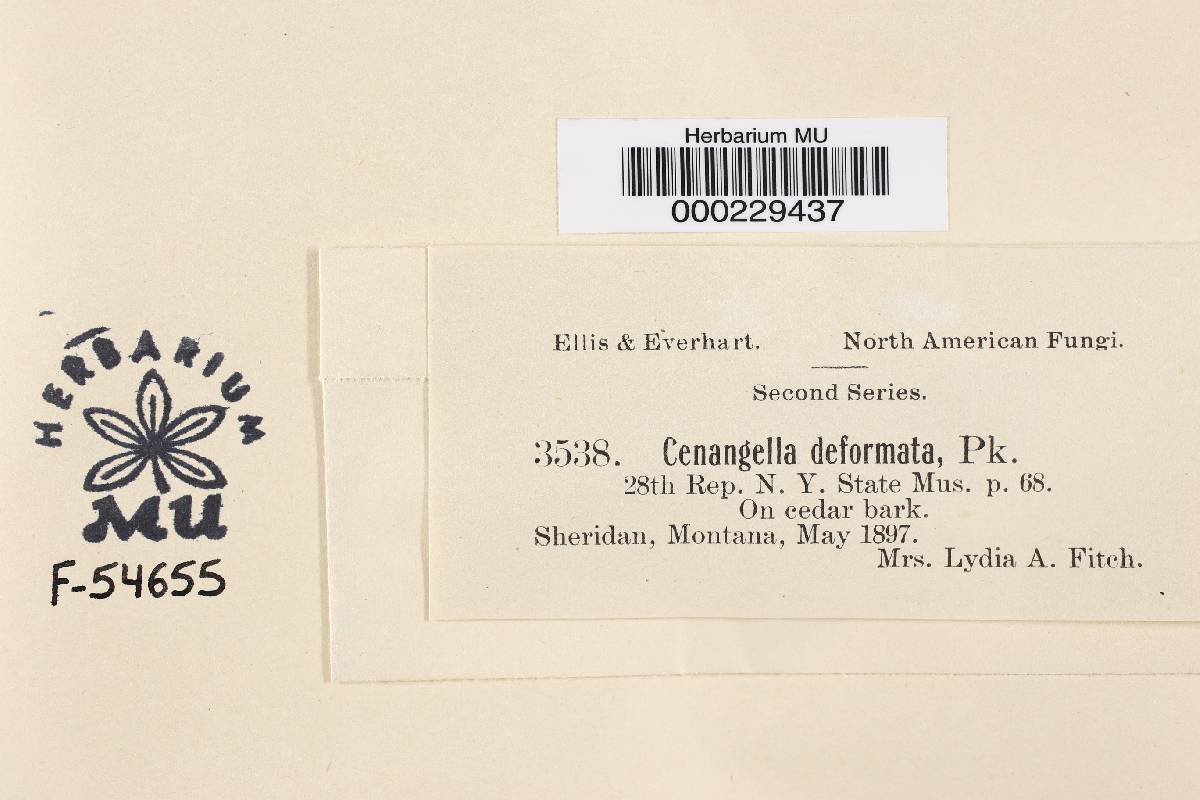 Herbarium MU
000229437
Ellis & Everhart. North American Fungi.
Second Series.
3538. Cenangella deformata, Pk.
28th Rep. N. Y. State Mus. p. 68.
On cedar bark.
Sheridan, Montana, May 1897.
Mrs. Lydia A. Fitch.
HERBARIUM
MU
F-54655